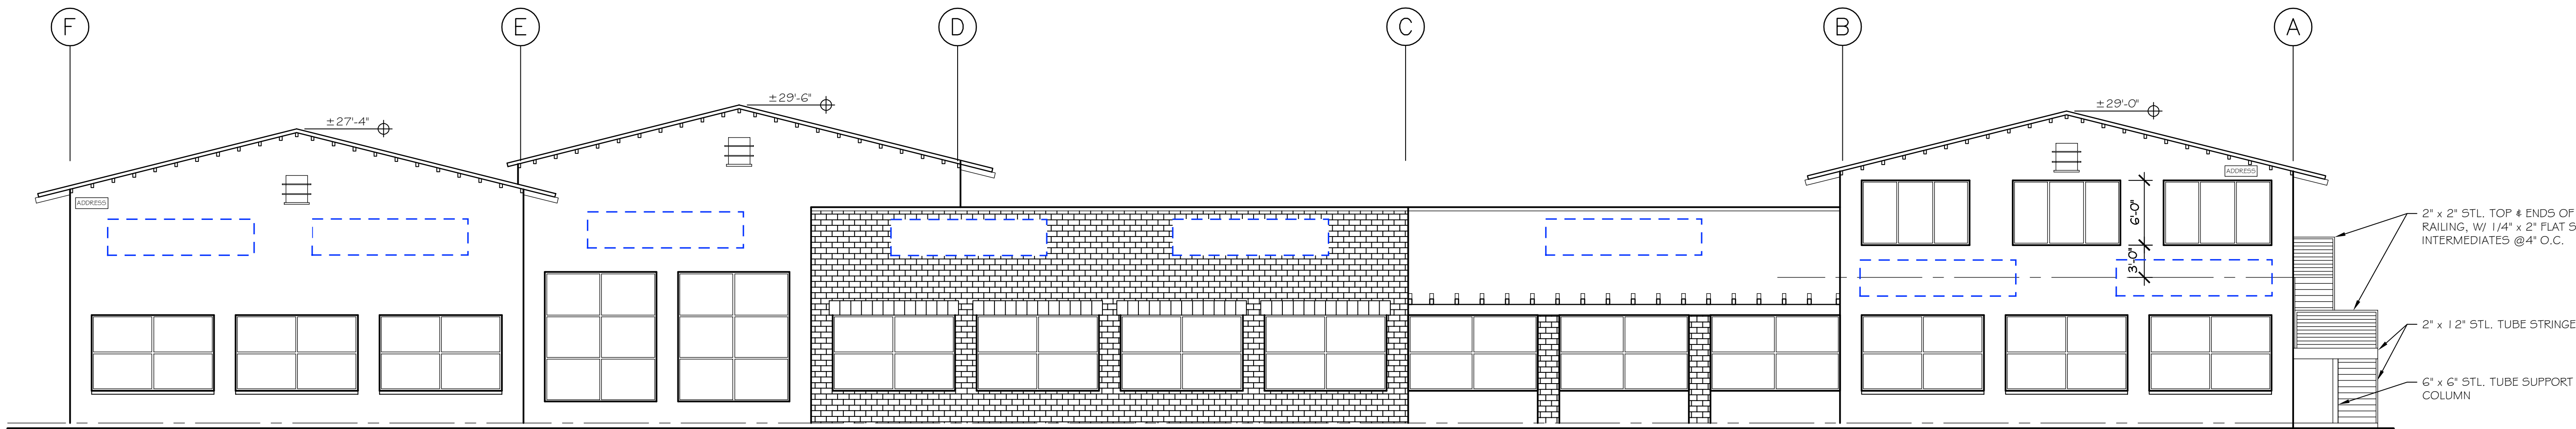 F
E
D
C
B
A
±27'-4"
±29'-6"
±29'-0"
ADDRESS
ADDRESS
6'-0"
3'-0"
2" x 2" STL. TOP & ENDS OF
RAILING, W/ 1/4" x 2" FLAT S
INTERMEDIATES @4" O.C.
2" x 12" STL. TUBE STRINGE
6" x 6" STL. TUBE SUPPORT
COLUMN